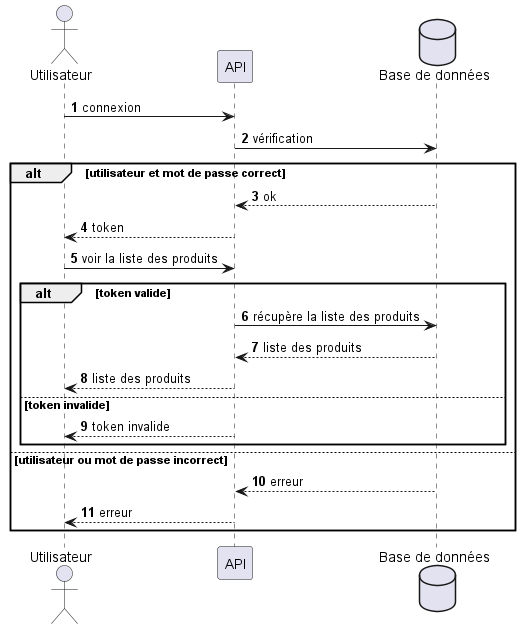 Utilisateur
API
Base de données
1 connexion
2 vérification
alt [utilisateur et mot de passe correct]
3 ok
4 token
5 voir la liste des produits
alt [token valide]
6 récupère la liste des produits
7 liste des produits
8 liste des produits
[token invalide]
9 token invalide
[utilisateur ou mot de passe incorrect]
10 erreur
11 erreur
Utilisateur
API
Base de données